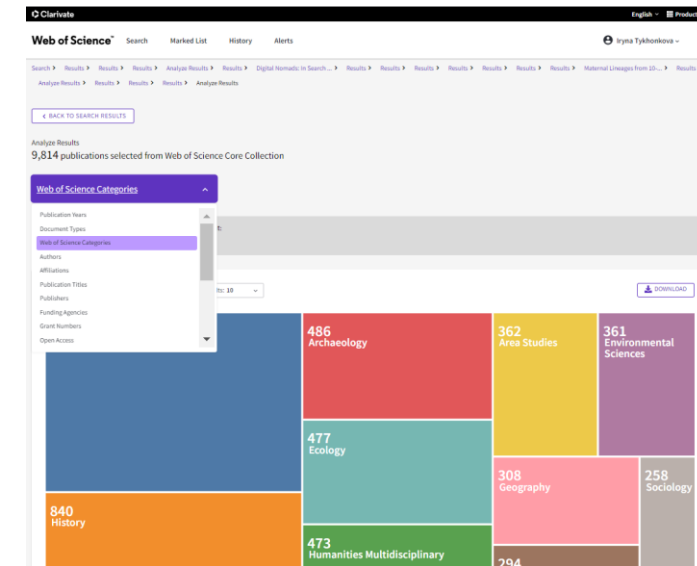 Clarivate
English
Product
Web of Science™
Search
Marked List
History
Alerts
Iryna Tykhonkova
Search > Results > Results > Results > Analyze Results > Results > Digital Nomads: In Search... > Results > Results > Results > Results > Results > Results > Results > Maternal Lineages from 10-... > Results
Analyze Results > Results > Results > Results > Analyze Results
< BACK TO SEARCH RESULTS
Analyze Results
9,814 publications selected from Web of Science Core Collection
Web of Science Categories
Publication Years
Document Types
Web of Science Categories
Authors
Affiliations
Publication Titles
Publishers
Funding Agencies
Grant Numbers
Open Access
10
DOWNLOAD
486
Archaeology
362
Area Studies
361
Environmental
Sciences
477
Ecology
308
Geography
258
Sociology
840
History
473
Humanities Multidisciplinary
294